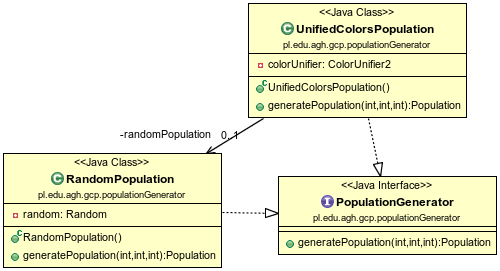 <<Java Class>>
UnifiedColorsPopulation
pl.edu.agh.gcp.populationGenerator
colorUnifier: ColorUnifier2
UnifiedColorsPopulation()
generatePopulation(int,int,int):Population
-randomPopulation 0..1
<<Java Class>>
RandomPopulation
pl.edu.agh.gcp.populationGenerator
random: Random
RandomPopulation()
generatePopulation(int,int,int):Population
<<Java Interface>>
PopulationGenerator
pl.edu.agh.gcp.populationGenerator
generatePopulation(int,int,int):Population